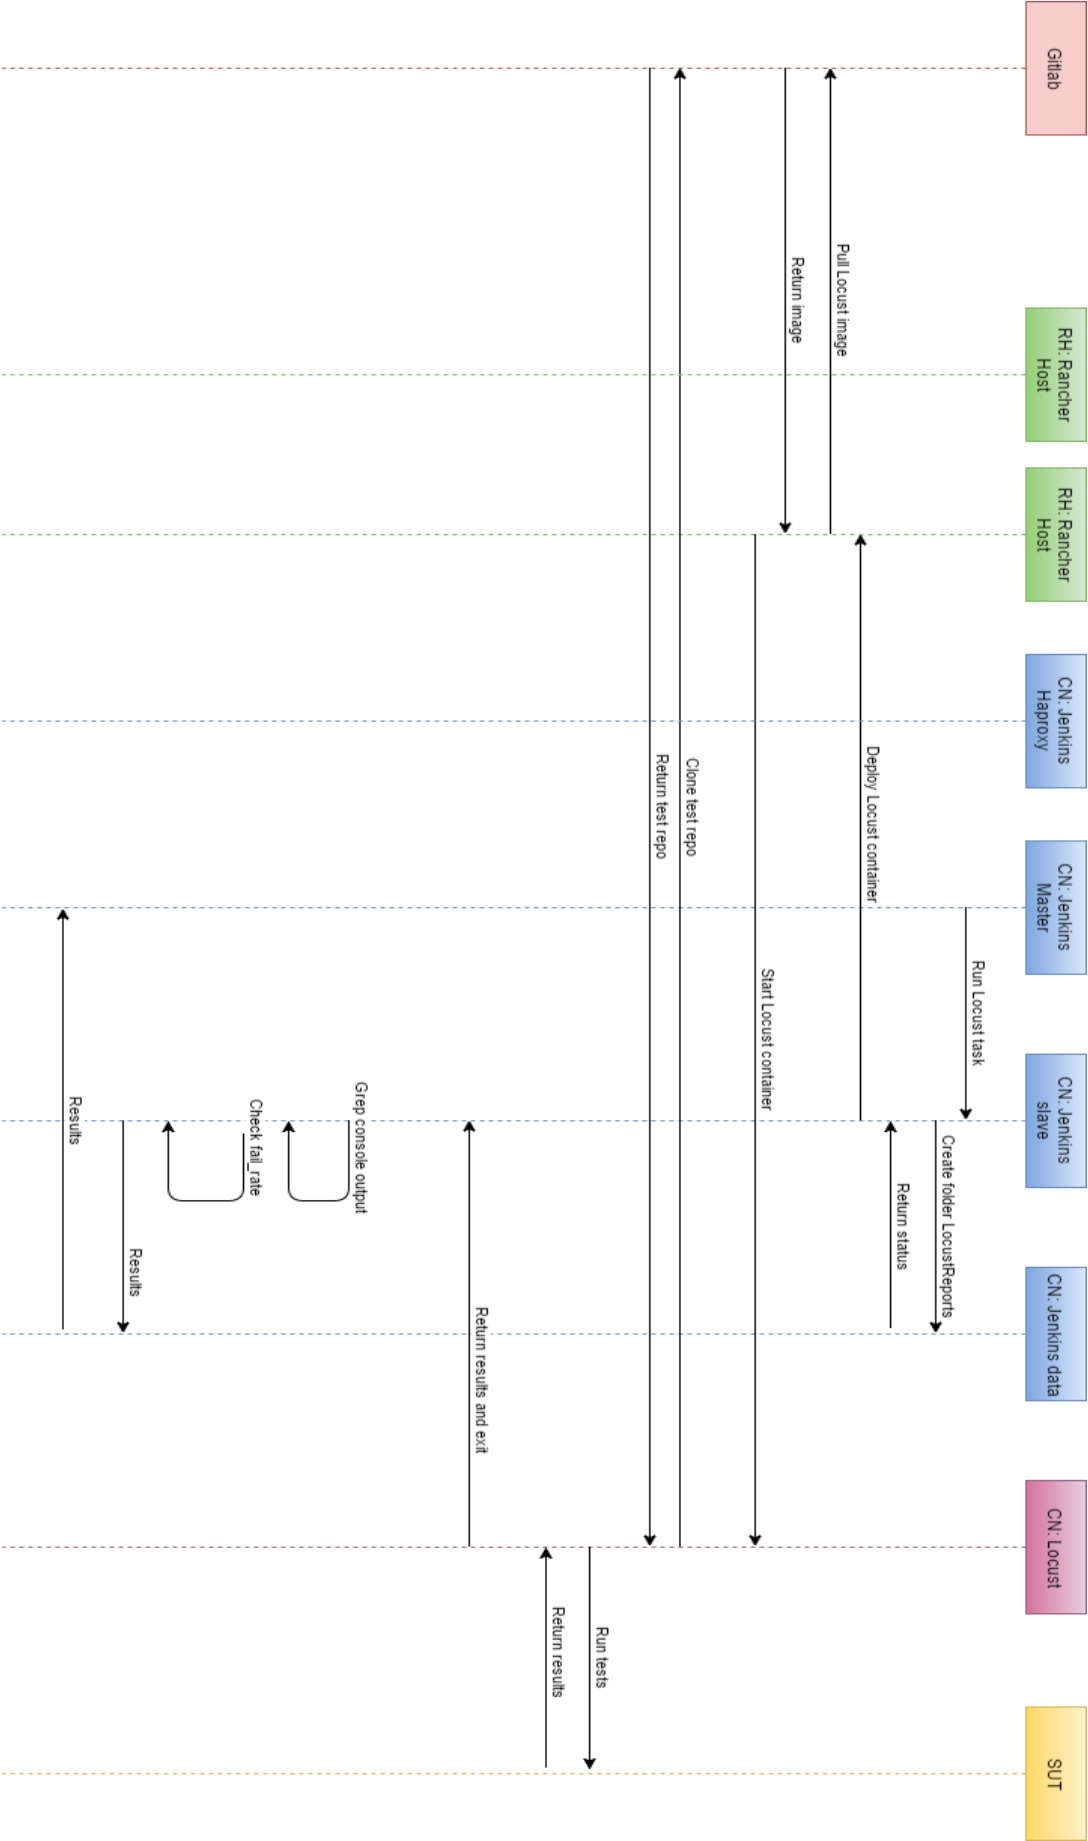 Gitlab
RH: Rancher
Host
RH: Rancher
Host
CN: Jenkins
Haproxy
CN: Jenkins
Master
CN: Jenkins
slave
CN: Jenkins data
CN: Locust
SUT
Run Locust task
Create folder LocustReports
Return status
Deploy Locust container
Pull Locust image
Return image
Start Locust container
Clone test repo
Return test repo
Run tests
Return results
Return results and exit
Grep console output
Check fail_rate
Results
Results